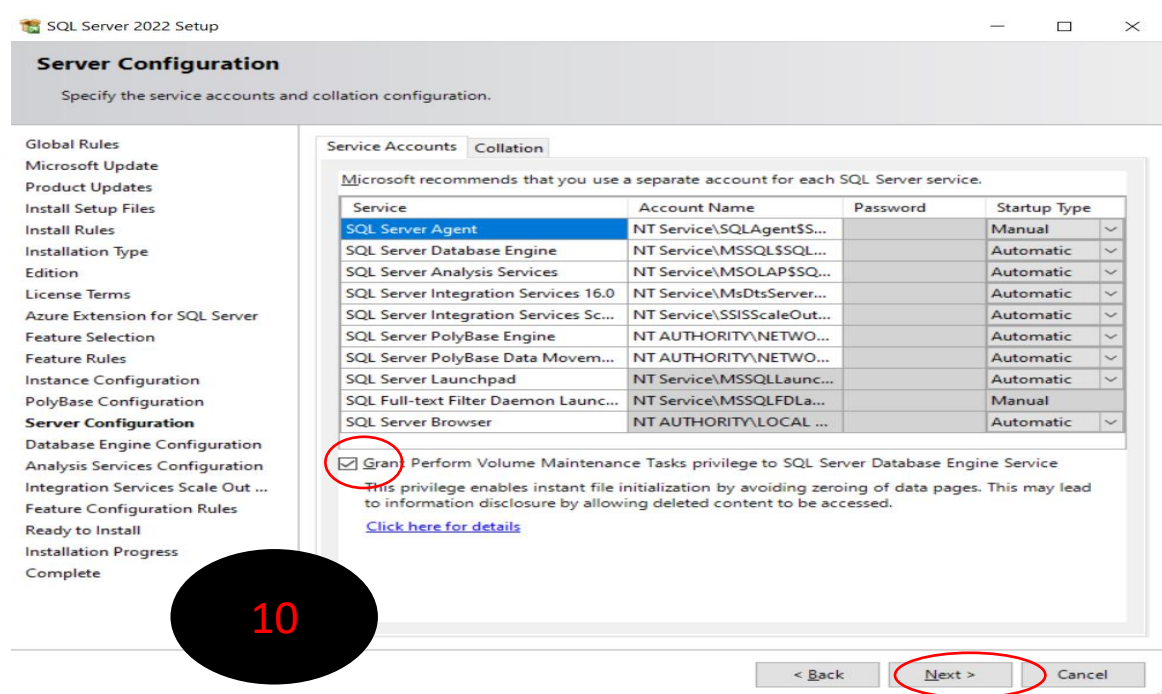 SQL Server 2022 Setup
Server Configuration
Specify the service accounts and collation configuration.
Global Rules
Microsoft Update
Product Updates
Install Setup Files
Install Rules
Installation Type
Edition
License Terms
Azure Extension for SQL Server
Feature Selection
Feature Rules
Instance Configuration
PolyBase Configuration
Server Configuration
Database Engine Configuration
Analysis Services Configuration
Integration Services Scale Out ...
Feature Configuration Rules
Ready to Install
Installation Progress
Complete
Service Accounts Collation
Microsoft recommends that you use a separate account for each SQL Server service.
Service Account Name Password Startup Type
SQL Server Agent NT Service\SQLAgent$S... Manual
SQL Server Database Engine NT Service\MSSQL$SQL... Automatic
SQL Server Analysis Services NT Service\MSOLAP$SQ... Automatic
SQL Server Integration Services 16.0 NT Service\MsDtsServer... Automatic
SQL Server Integration Services Sc... NT Service\SSISScaleOut... Automatic
SQL Server PolyBase Engine NT AUTHORITY\NETWO... Automatic
SQL Server PolyBase Data Movem... NT AUTHORITY\NETWO... Automatic
SQL Server Launchpad NT Service\MSSQLLaunc... Automatic
SQL Full-text Filter Daemon Launc... NT Service\MSSQLFDLa... Manual
SQL Server Browser NT AUTHORITY\LOCAL ... Automatic
Grant Perform Volume Maintenance Tasks privilege to SQL Server Database Engine Service
This privilege enables instant file initialization by avoiding zeroing of data pages. This may lead
to information disclosure by allowing deleted content to be accessed.
Click here for details
10
< Back Next > Cancel